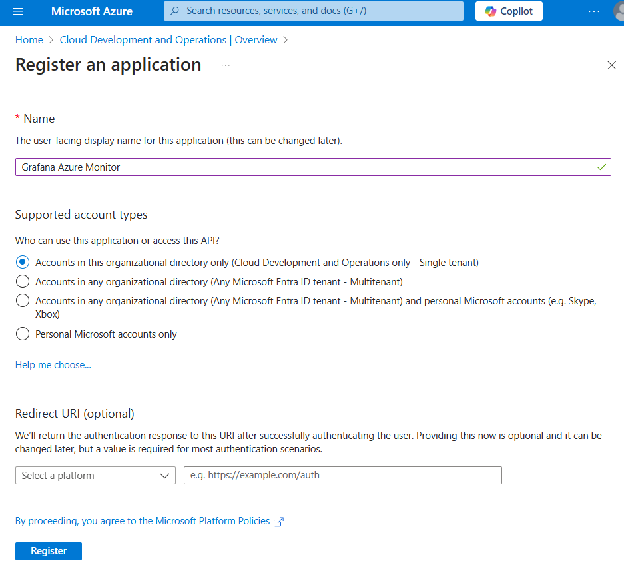 Microsoft Azure
Search resources, services, and docs (G+/)
Copilot
...
Home > Cloud Development and Operations | Overview >
Register an application ...
* Name
The user-facing display name for this application (this can be changed later).
Grafana Azure Monitor
Supported account types
Who can use this application or access this API?
Accounts in this organizational directory only (Cloud Development and Operations only - Single tenant)
Accounts in any organizational directory (Any Microsoft Entra ID tenant - Multitenant)
Accounts in any organizational directory (Any Microsoft Entra ID tenant - Multitenant) and personal Microsoft accounts (e.g. Skype,
Xbox)
Personal Microsoft accounts only
Help me choose...
Redirect URI (optional)
We'll return the authentication response to this URI after successfully authenticating the user. Providing this now is optional and it can be
changed later, but a value is required for most authentication scenarios.
Select a platform
e.g. https://example.com/auth
By proceeding, you agree to the Microsoft Platform Policies
Register